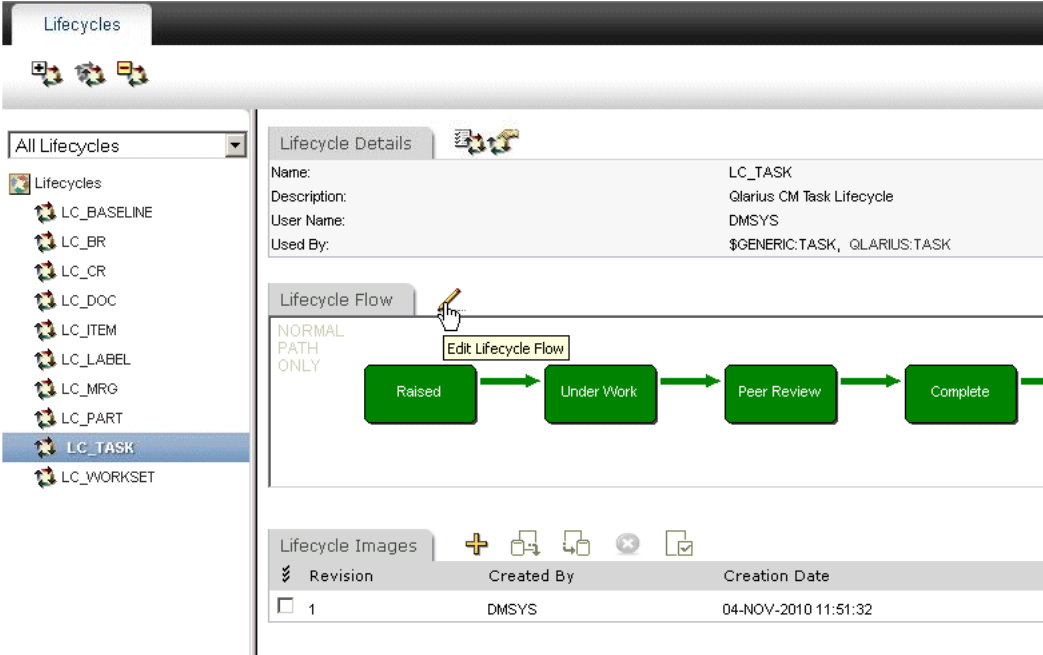 Lifecycles
All Lifecycles
Lifecycles
LC_BASELINE
LC_BR
LC_CR
LC_DOC
LC_ITEM
LC_LABEL
LC_MRG
LC_PART
LC_TASK
LC_WORKSET
Lifecycle Details
Name: LC_TASK
Description: Qlarius CM Task Lifecycle
User Name: DMSYS
Used By: $GENERIC:TASK, QLARIUS:TASK
Lifecycle Flow
Edit Lifecycle Flow
NORMAL
PATH
ONLY
Raised Under Work Peer Review Complete
Lifecycle Images
Revision Created By Creation Date
1 DMSYS 04-NOV-2010 11:51:32